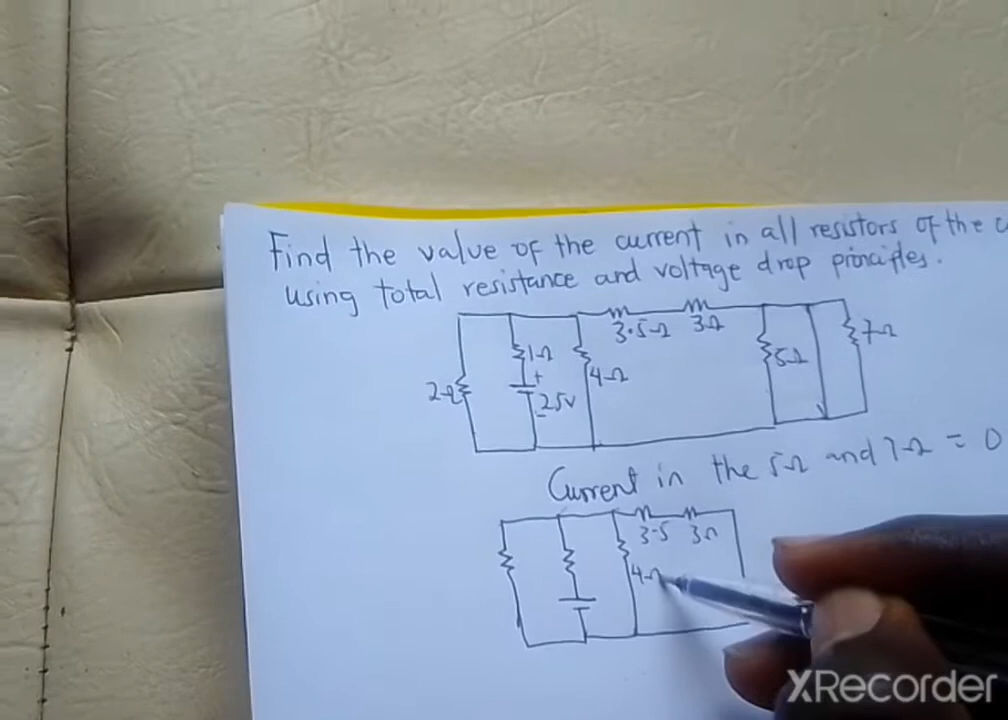 Find the value of the current in all resistors of the
using total resistance and voltage drop principles.
3.5Ω 3Ω
2Ω 1Ω + 25V - 4Ω 5Ω 7Ω
Current in the 5Ω and 7Ω = 0
3.5 3Ω
4Ω
XRecorder